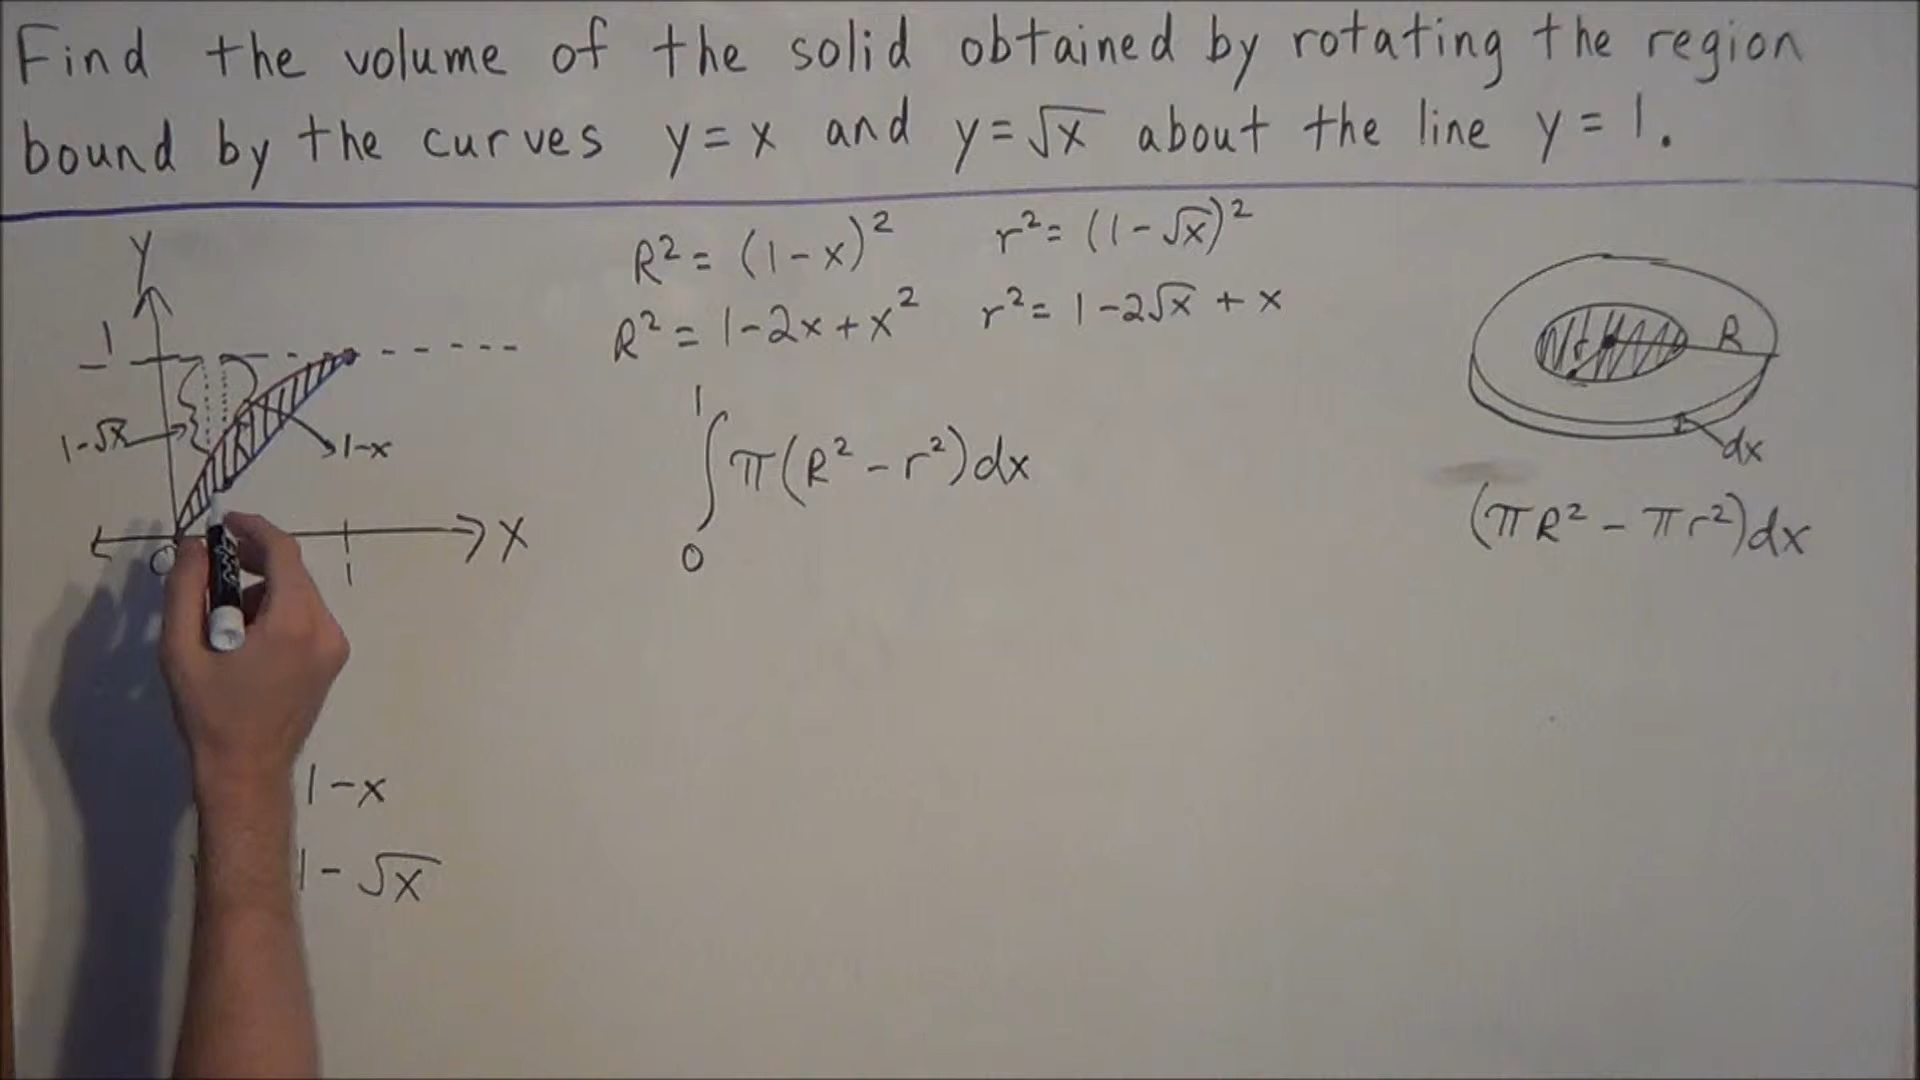 Find the volume of the solid obtained by rotating the region
bound by the curves y = x and y = √x about the line y = 1.
y
R² = (1-x)²
r² = (1-√x)²
R² = 1-2x+x²
r² = 1-2√x + x
1
1-√x
1-x
x
0
1
1
∫ π(R² - r²)dx
0
r
R
dx
(πR² - πr²)dx
1-x
1-√x